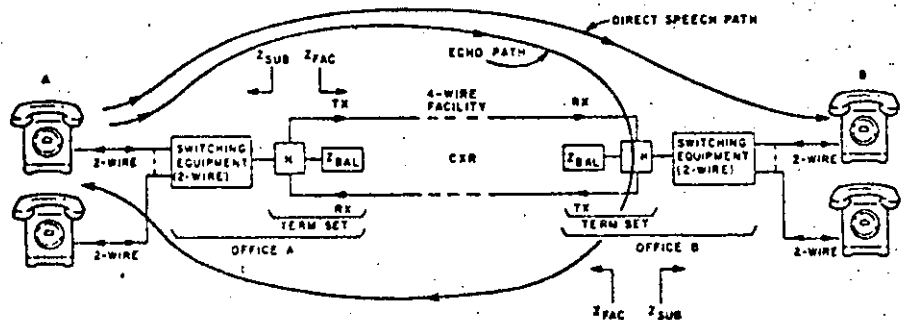 DIRECT SPEECH PATH
ECHO PATH
A
B
Z SUB
Z FAC
TX
4-WIRE
FACILITY
RX
2-WIRE
SWITCHING
EQUIPMENT
(2-WIRE)
H
Z BAL
CXR
Z BAL
H
SWITCHING
EQUIPMENT
(2-WIRE)
2-WIRE
RX
TERM SET
TX
TERM SET
2-WIRE
OFFICE A
OFFICE B
2-WIRE
Z FAC
Z SUB